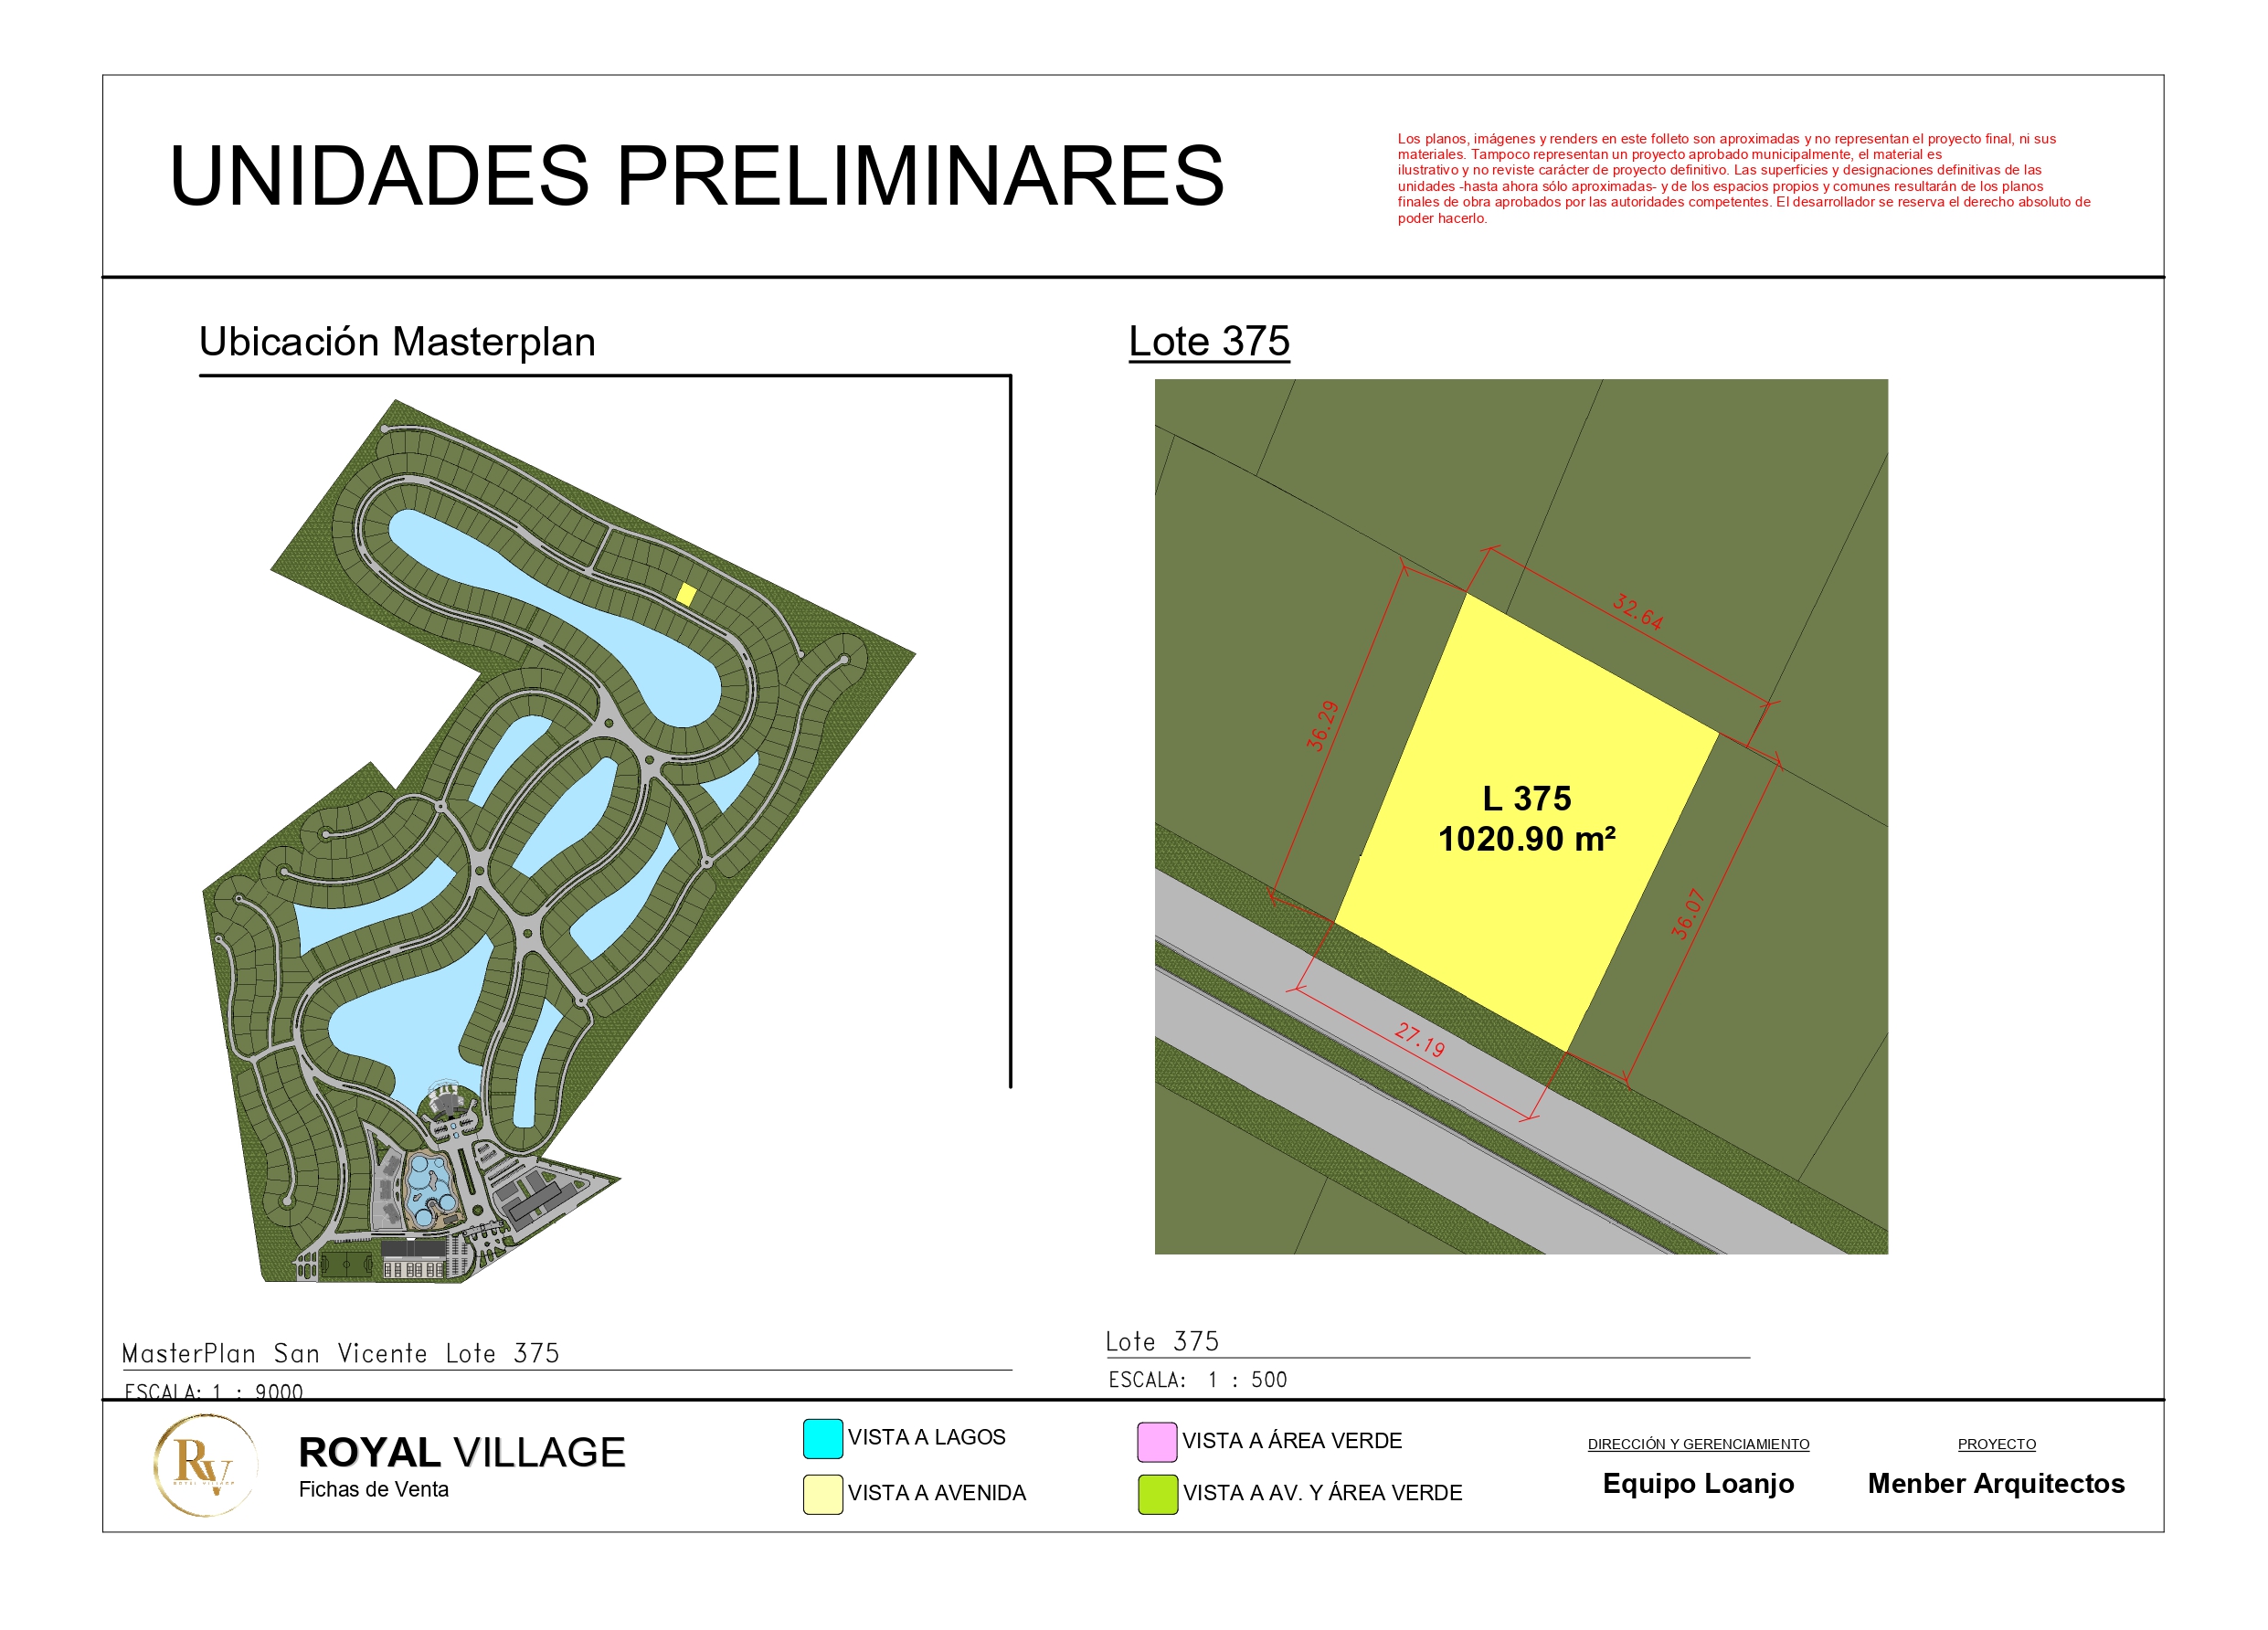 UNIDADES PRELIMINARES
Los planos, imágenes y renders en este folleto son aproximadas y no representan el proyecto final, ni sus
materiales. Tampoco representan un proyecto aprobado municipalmente, el material es
ilustrativo y no reviste carácter de proyecto definitivo. Las superficies y designaciones definitivas de las
unidades -hasta ahora sólo aproximadas- y de los espacios propios y comunes resultarán de los planos
finales de obra aprobados por las autoridades competentes. El desarrollador se reserva el derecho absoluto de
poder hacerlo.
Ubicación Masterplan
Lote 375
32.64
36.29
L 375
1020.90 m²
36.07
27.19
MasterPlan San Vicente Lote 375
ESCALA: 1 : 9000
Lote 375
ESCALA: 1 : 500
RV
ROYAL VILLAGE
ROYAL VILLAGE
Fichas de Venta
VISTA A LAGOS
VISTA A AVENIDA
VISTA A ÁREA VERDE
VISTA A AV. Y ÁREA VERDE
DIRECCIÓN Y GERENCIAMIENTO
Equipo Loanjo
PROYECTO
Menber Arquitectos